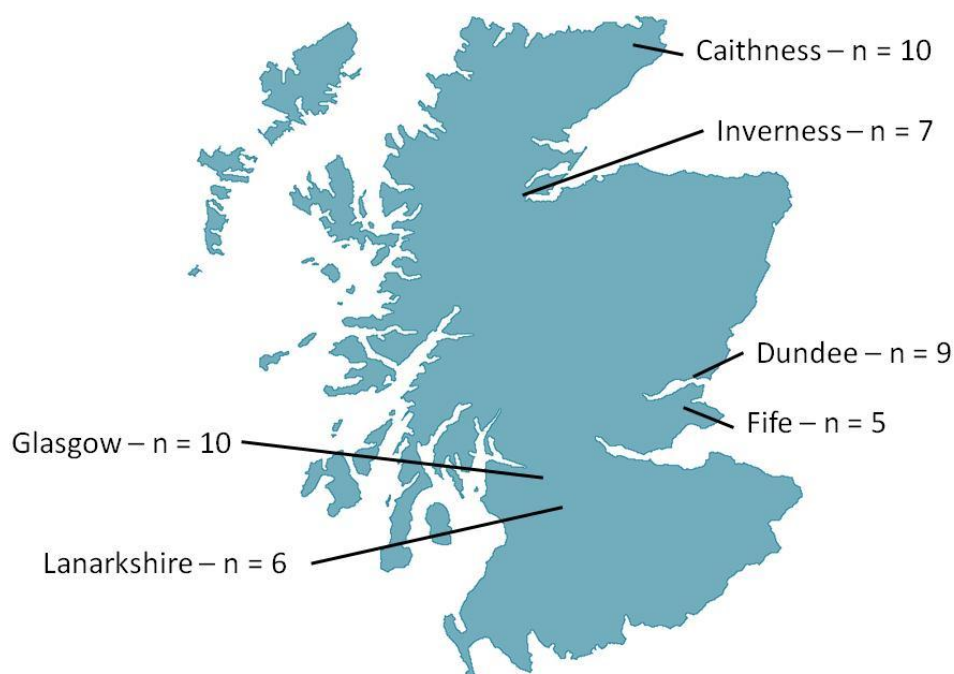 Caithness – n = 10
Inverness – n = 7
Dundee – n = 9
Fife – n = 5
Glasgow – n = 10
Lanarkshire – n = 6